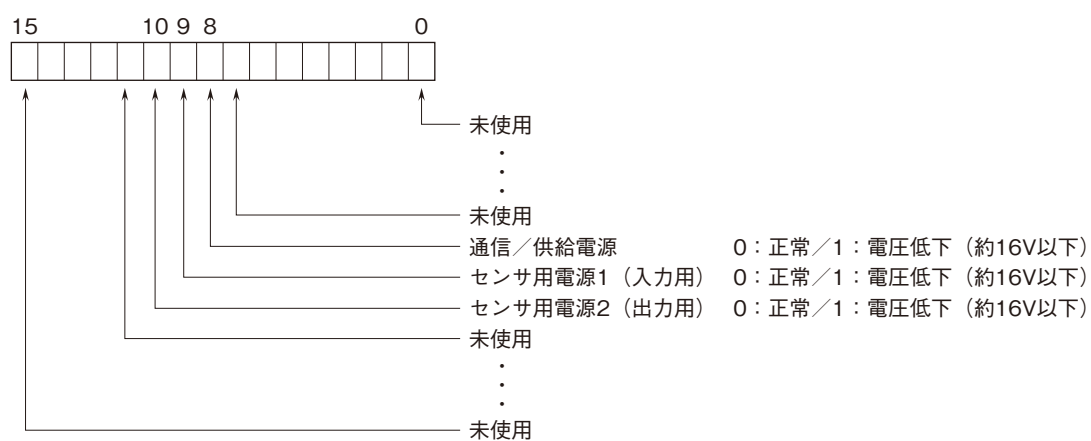 15 10 9 8 0
未使用
・
・
・
未使用
通信／供給電源 0：正常／1：電圧低下（約16V以下）
センサ用電源1（入力用） 0：正常／1：電圧低下（約16V以下）
センサ用電源2（出力用） 0：正常／1：電圧低下（約16V以下）
未使用
・
・
・
未使用